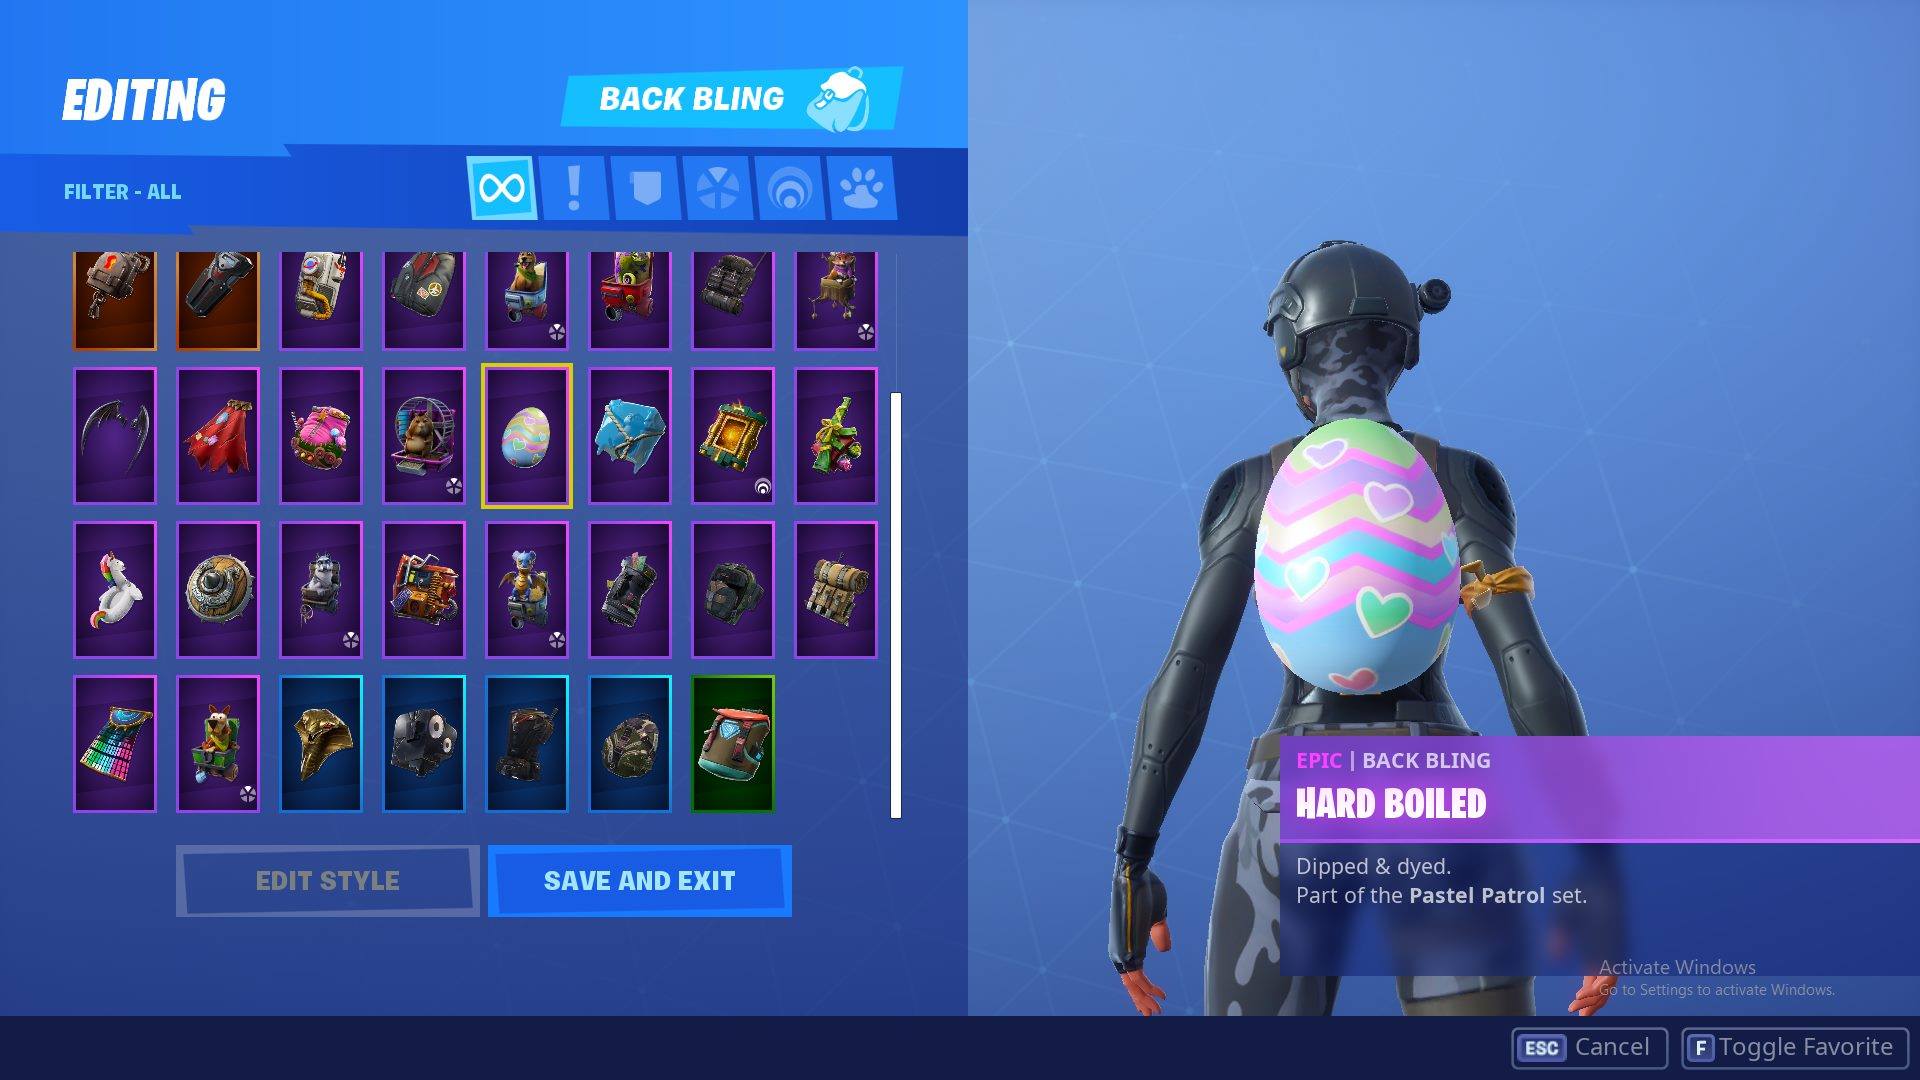 EDITING
BACK BLING
FILTER - ALL
EDIT STYLE
SAVE AND EXIT
EPIC | BACK BLING
HARD BOILED
Dipped & dyed.
Part of the Pastel Patrol set.
Activate Windows
Go to Settings to activate Windows.
ESC Cancel
F Toggle Favorite